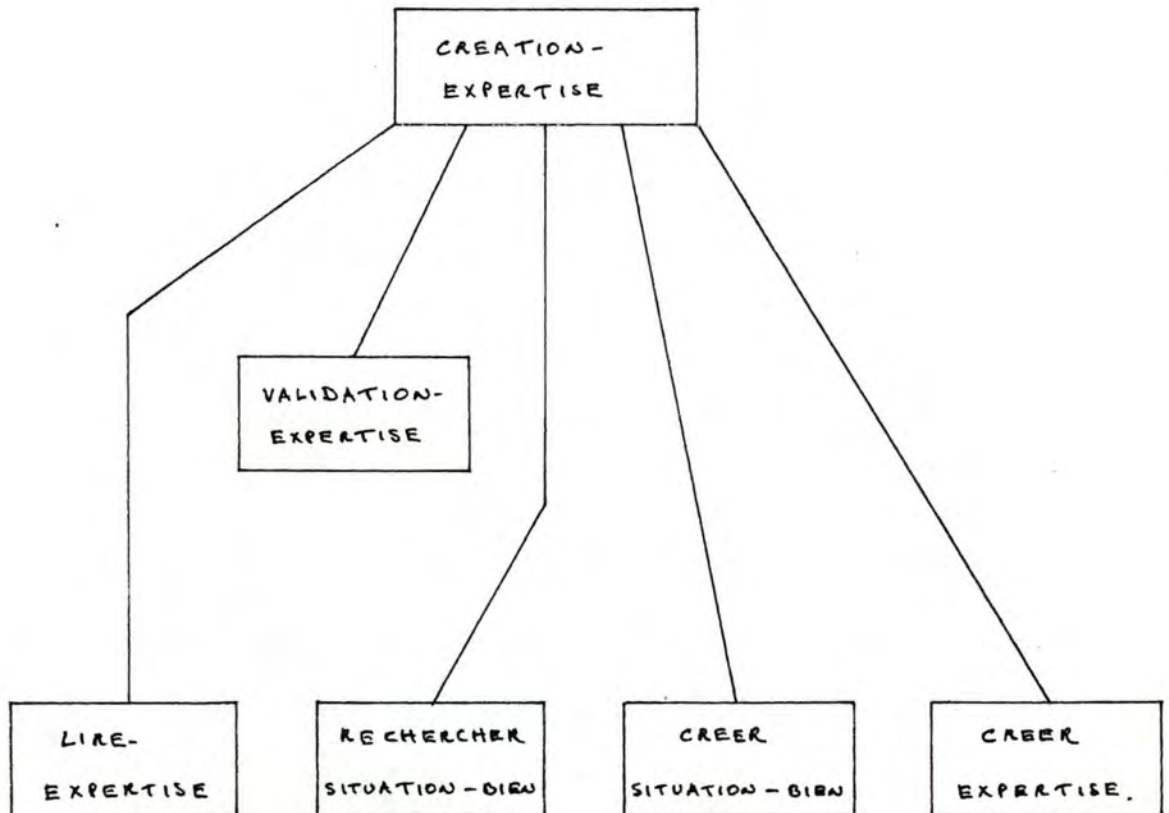 CREATION-
EXPERTISE
VALIDATION-
EXPERTISE
LIRE-
EXPERTISE
RECHERCHER
SITUATION-BIEN
CREER
SITUATION-BIEN
CREER
EXPERTISE.